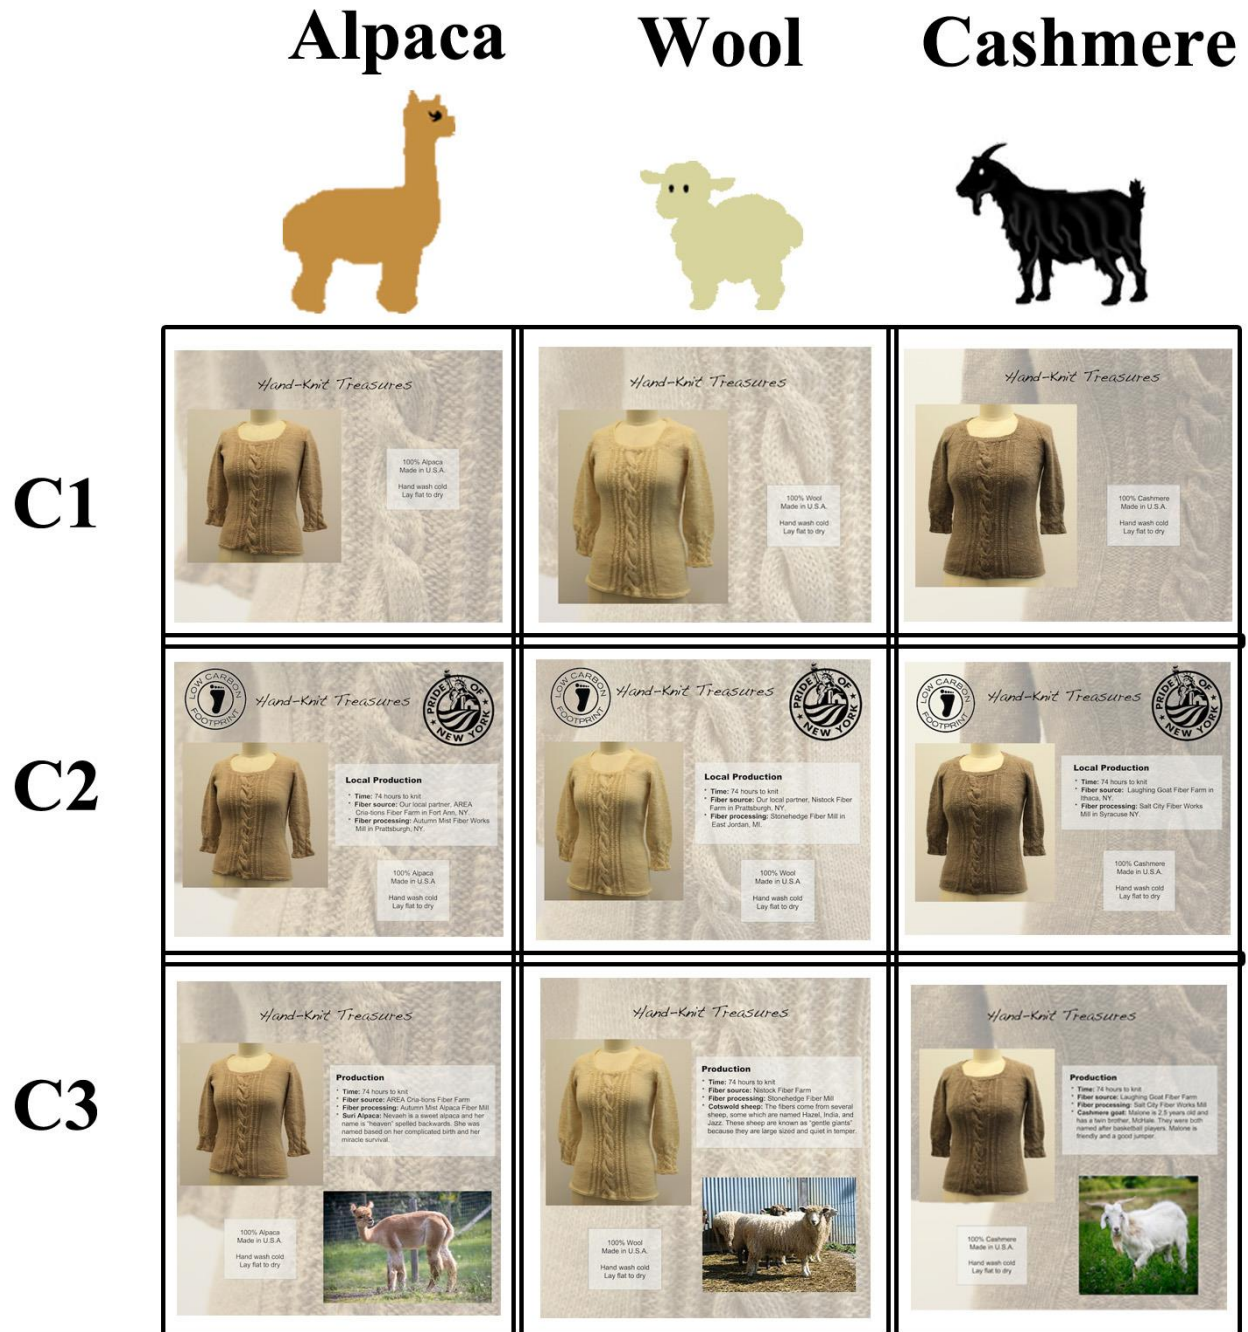 Alpaca
Wool
Cashmere
C1
Hand-Knit Treasures
100% Alpaca
Made in U.S.A.
Hand wash cold
Lay flat to dry
Hand-Knit Treasures
100% Wool
Made in U.S.A.
Hand wash cold
Lay flat to dry
Hand-Knit Treasures
100% Cashmere
Made in U.S.A.
Hand wash cold
Lay flat to dry
C2
LOW CARBON
FOOTPRINT
Hand-Knit Treasures
PRIDE OF
NEW YORK
Local Production
* Time: 74 hours to knit
* Fiber source: Our local partner, AREA
Cria-tions Fiber Farm in Fort Ann, NY.
* Fiber processing: Autumn Mist Fiber Works
Mill in Prattsburgh, NY.
100% Alpaca
Made in U.S.A
Hand wash cold
Lay flat to dry
LOW CARBON
FOOTPRINT
Hand-Knit Treasures
PRIDE OF
NEW YORK
Local Production
* Time: 74 hours to knit
* Fiber source: Our local partner, Nistock Fiber
Farm in Prattsburgh, NY.
* Fiber processing: Stonehedge Fiber Mill in
East Jordan, MI.
100% Wool
Made in U.S.A
Hand wash cold
Lay flat to dry
LOW CARBON
FOOTPRINT
Hand-Knit Treasures
PRIDE OF
NEW YORK
Local Production
* Time: 74 hours to knit
* Fiber source: Laughing Goat Fiber Farm in
Ithaca, NY.
* Fiber processing: Salt City Fiber Works
Mill in Syracuse NY.
100% Cashmere
Made in U.S.A
Hand wash cold
Lay flat to dry
C3
Hand-Knit Treasures
Production
* Time: 74 hours to knit
* Fiber source: AREA Cria-tions Fiber Farm
* Fiber processing: Autumn Mist Alpaca Fiber Mill
* Suri Alpaca: Nevaeh is a sweet alpaca and her
name is "heaven" spelled backwards. She was
named based on her complicated birth and her
miracle survival.
100% Alpaca
Made in U.S.A.
Hand wash cold
Lay flat to dry
Hand-Knit Treasures
Production
* Time: 74 hours to knit
* Fiber source: Nistock Fiber Farm
* Fiber processing: Stonehedge Fiber Mill
* Cotswold sheep: The fibers come from several
sheep, some which are named Hazel, India, and
Jazz. These sheep are known as "gentle giants"
because they are large sized and quiet in temper.
100% Wool
Made in U.S.A.
Hand wash cold
Lay flat to dry
Hand-Knit Treasures
Production
* Time: 74 hours to knit
* Fiber source: Laughing Goat Fiber Farm
* Fiber processing: Salt City Fiber Works Mill
* Cashmere goat: Malone is 2.5 years old and
has a twin brother, McHale. They were both
named after basketball players. Malone is
friendly and a good jumper.
100% Cashmere
Made in U.S.A.
Hand wash cold
Lay flat to dry